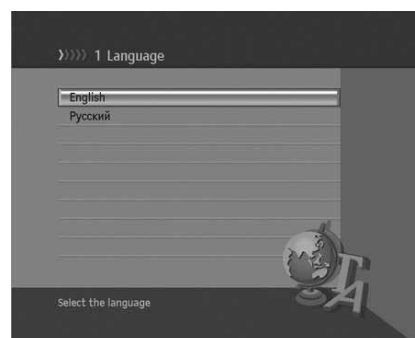 1 Language
English
Русский
Select the language